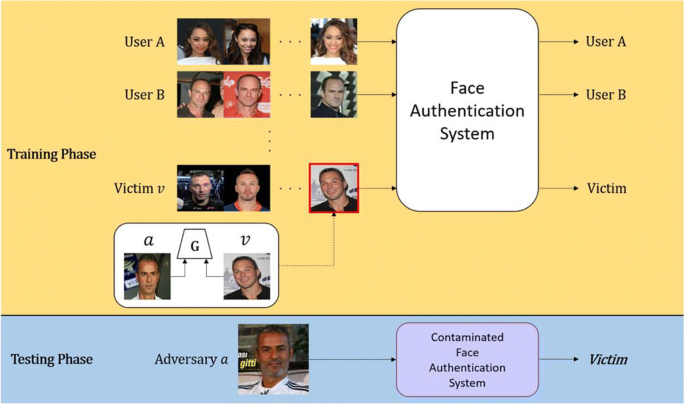 User A
User A
User B
User B
Face
Authentication
System
Training Phase
Victim v
Victim
a
G
v
Testing Phase
Adversary a
gitti
Contaminated
Face
Authentication
System
Victim